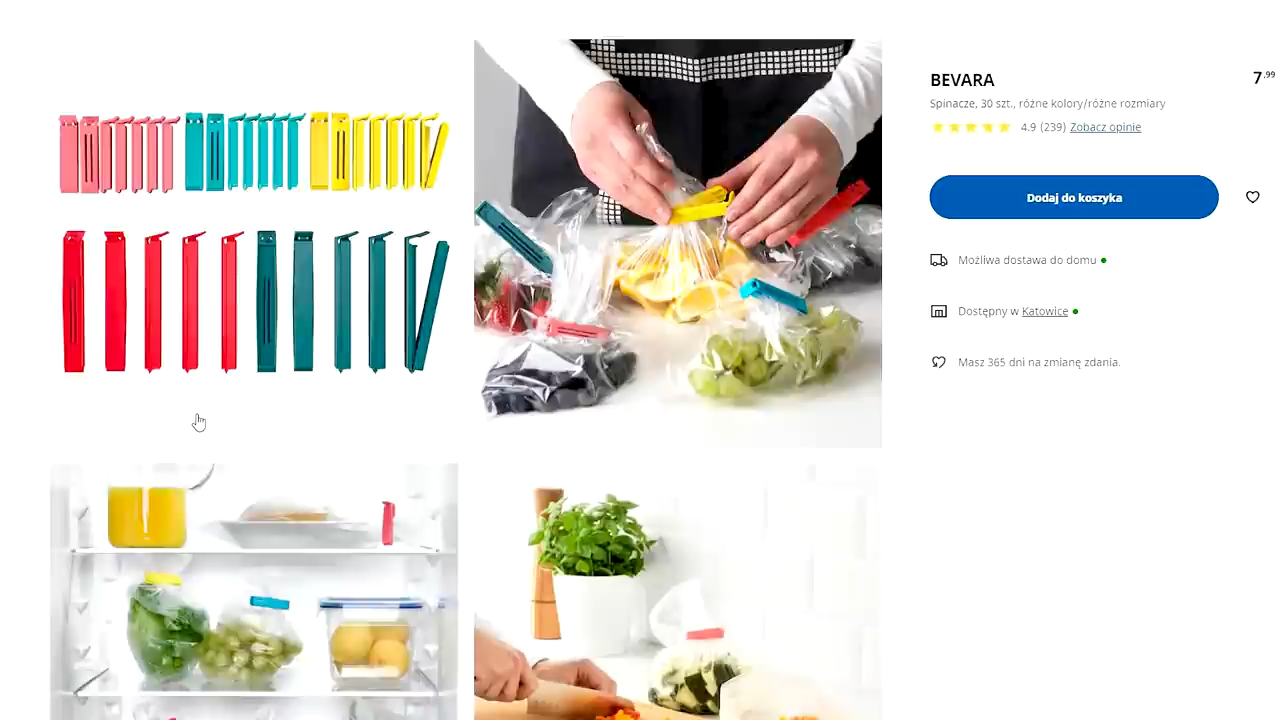 BEVARA
7.99
Spinacze, 30 szt., różne kolory/różne rozmiary
4.9 (239) Zobacz opinie
Dodaj do koszyka
Możliwa dostawa do domu
Dostępny w Katowice
Masz 365 dni na zmianę zdania.